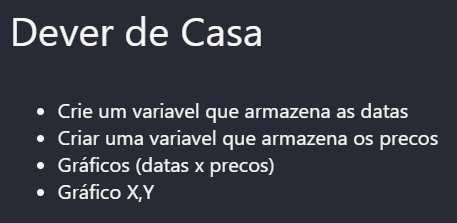 Dever de Casa
• Crie um variavel que armazena as datas
• Criar uma variavel que armazena os precos
• Gráficos (datas x precos)
• Gráfico X,Y